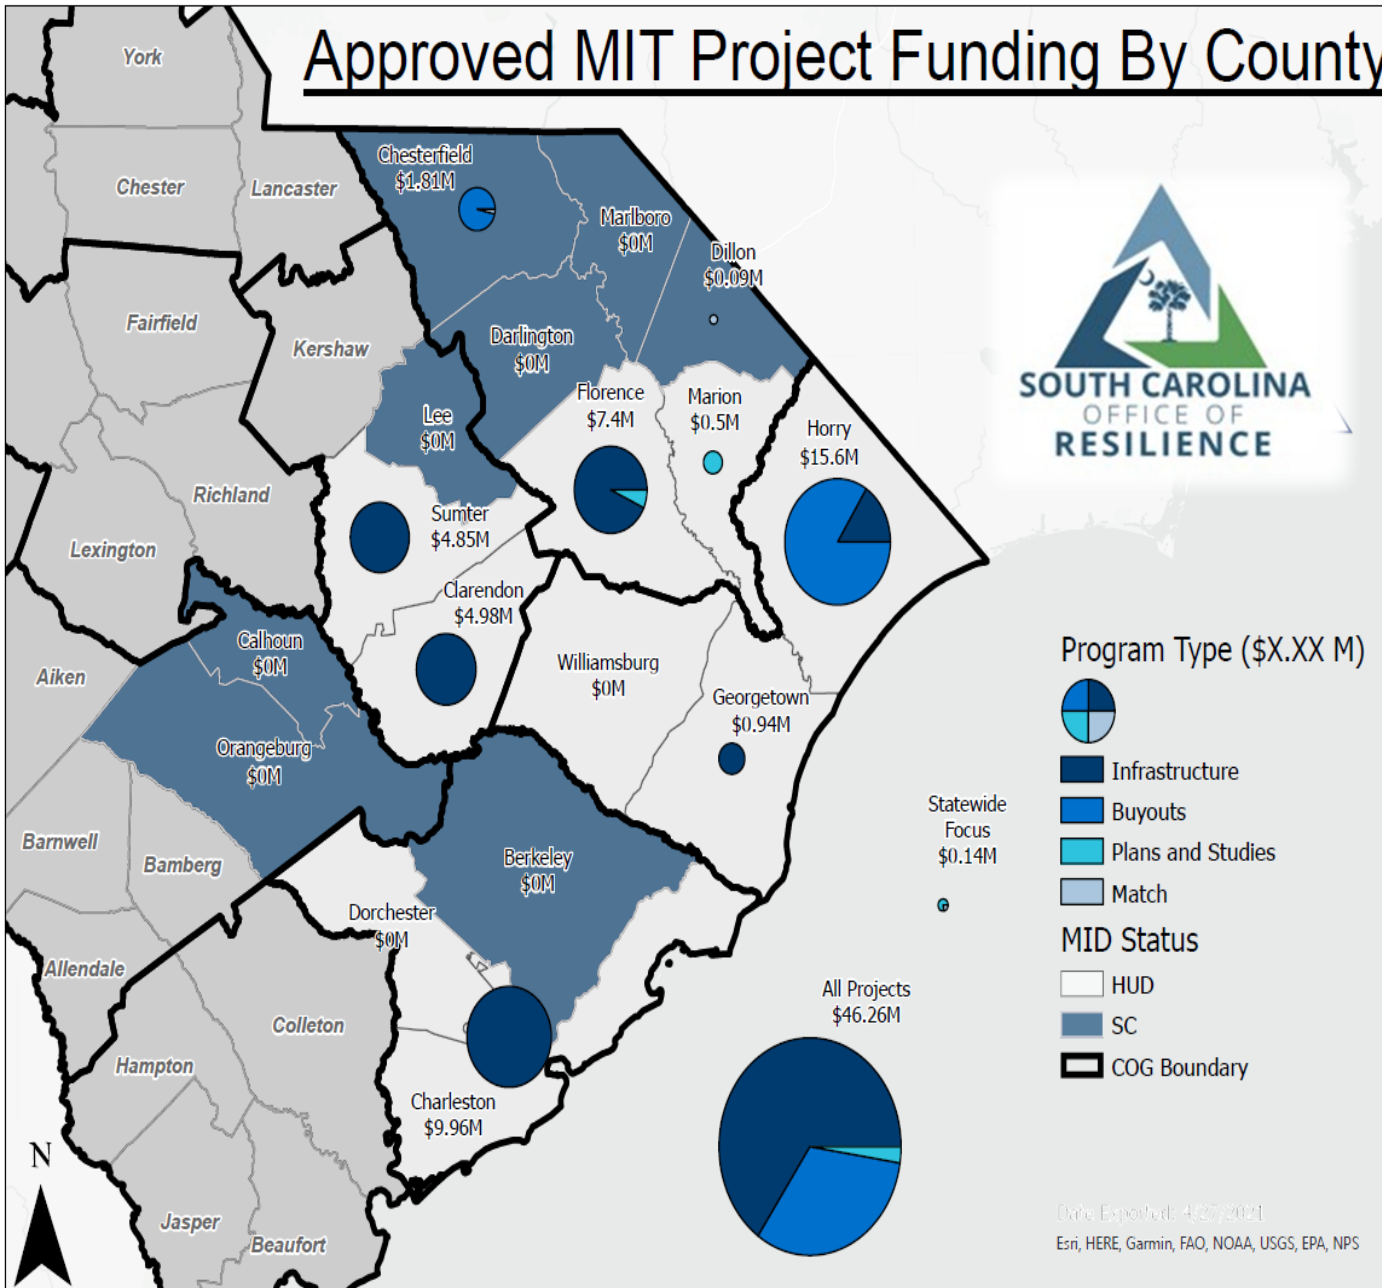 Approved MIT Project Funding By County
York
Chester
Lancaster
Chesterfield
$1.81M
Marlboro
$0M
Dillon
$0.09M
Fairfield
Kershaw
Darlington
$0M
Lee
$0M
Florence
$7.4M
Marion
$0.5M
Horry
$15.6M
SOUTH CAROLINA
OFFICE OF
RESILIENCE
Richland
Lexington
Sumter
$4.85M
Clarendon
$4.98M
Calhoun
$0M
Williamsburg
$0M
Georgetown
$0.94M
Aiken
Orangeburg
$0M
Barnwell
Bamberg
Berkeley
$0M
Dorchester
$0M
Allendale
Colleton
Hampton
Charleston
$9.96M
Jasper
Beaufort
N
Statewide
Focus
$0.14M
All Projects
$46.26M
Program Type ($X.XX M)
Infrastructure
Buyouts
Plans and Studies
Match
MID Status
HUD
SC
COG Boundary
Date Exported: 4/27/2021
Esri, HERE, Garmin, FAO, NOAA, USGS, EPA, NPS